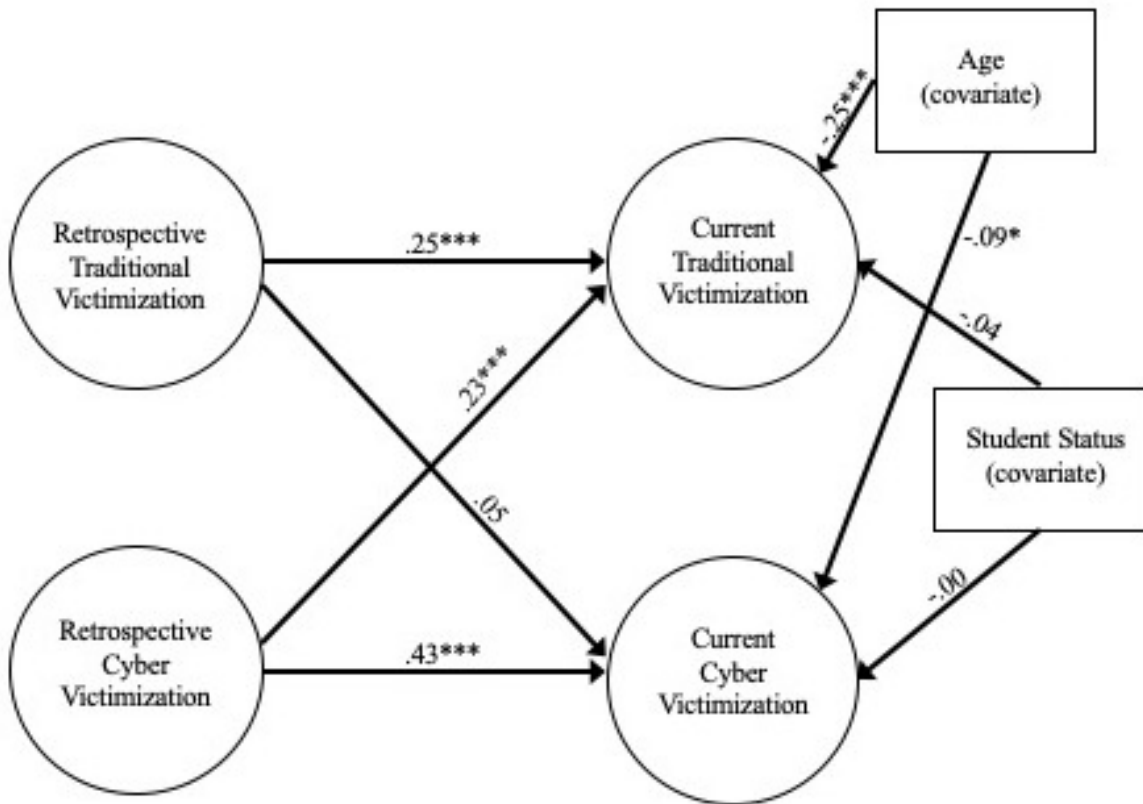 Age
(covariate)
-.25***
Retrospective
Traditional
Victimization
.25***
Current
Traditional
Victimization
-.09*
-.04
.23***
Student Status
(covariate)
.05
-.00
Retrospective
Cyber
Victimization
.43***
Current
Cyber
Victimization